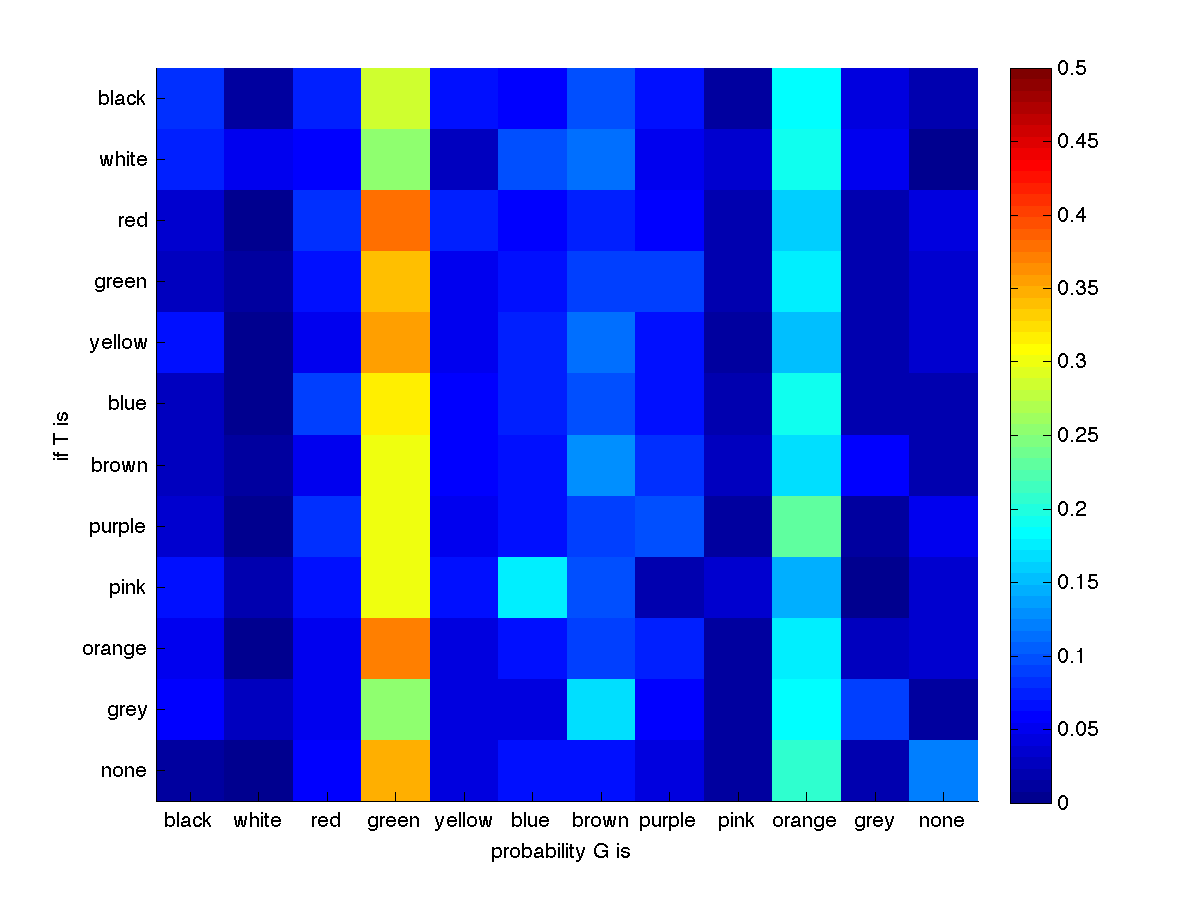 black
white
red
green
yellow
blue
brown
purple
pink
orange
grey
none
if T is
black white red green yellow blue brown purple pink orange grey none
probability G is
0.5
0.45
0.4
0.35
0.3
0.25
0.2
0.15
0.1
0.05
0